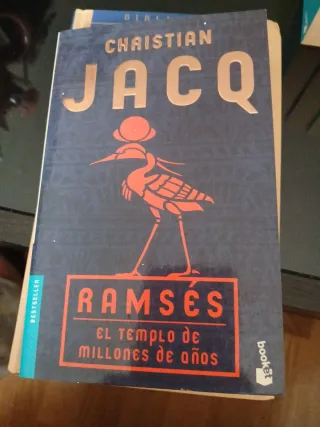 CHRISTIAN
JACQ
RAMSÉS
EL TEMPLO DE
MILLONES DE AÑOS
BESTSELLER
booket